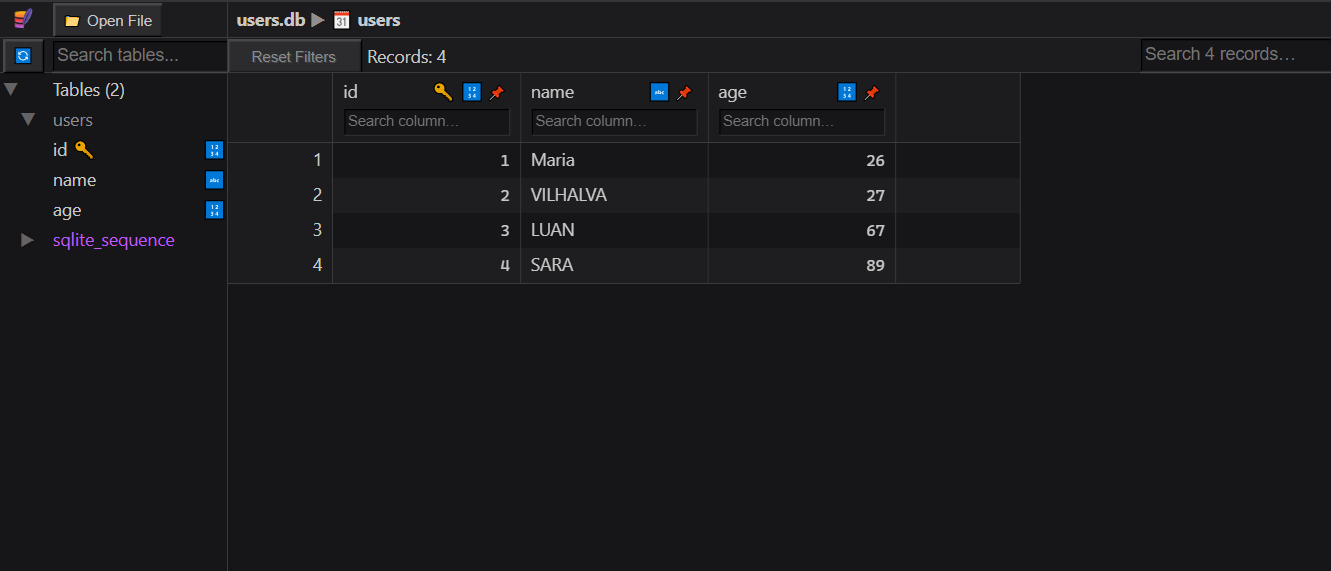 Open File
users.db users
Search tables...
Reset Filters Records: 4 Search 4 records...
Tables (2)
users
id
name
age
sqlite_sequence
id name age
Search column... Search column... Search column...
1 1 Maria 26
2 2 VILHALVA 27
3 3 LUAN 67
4 4 SARA 89